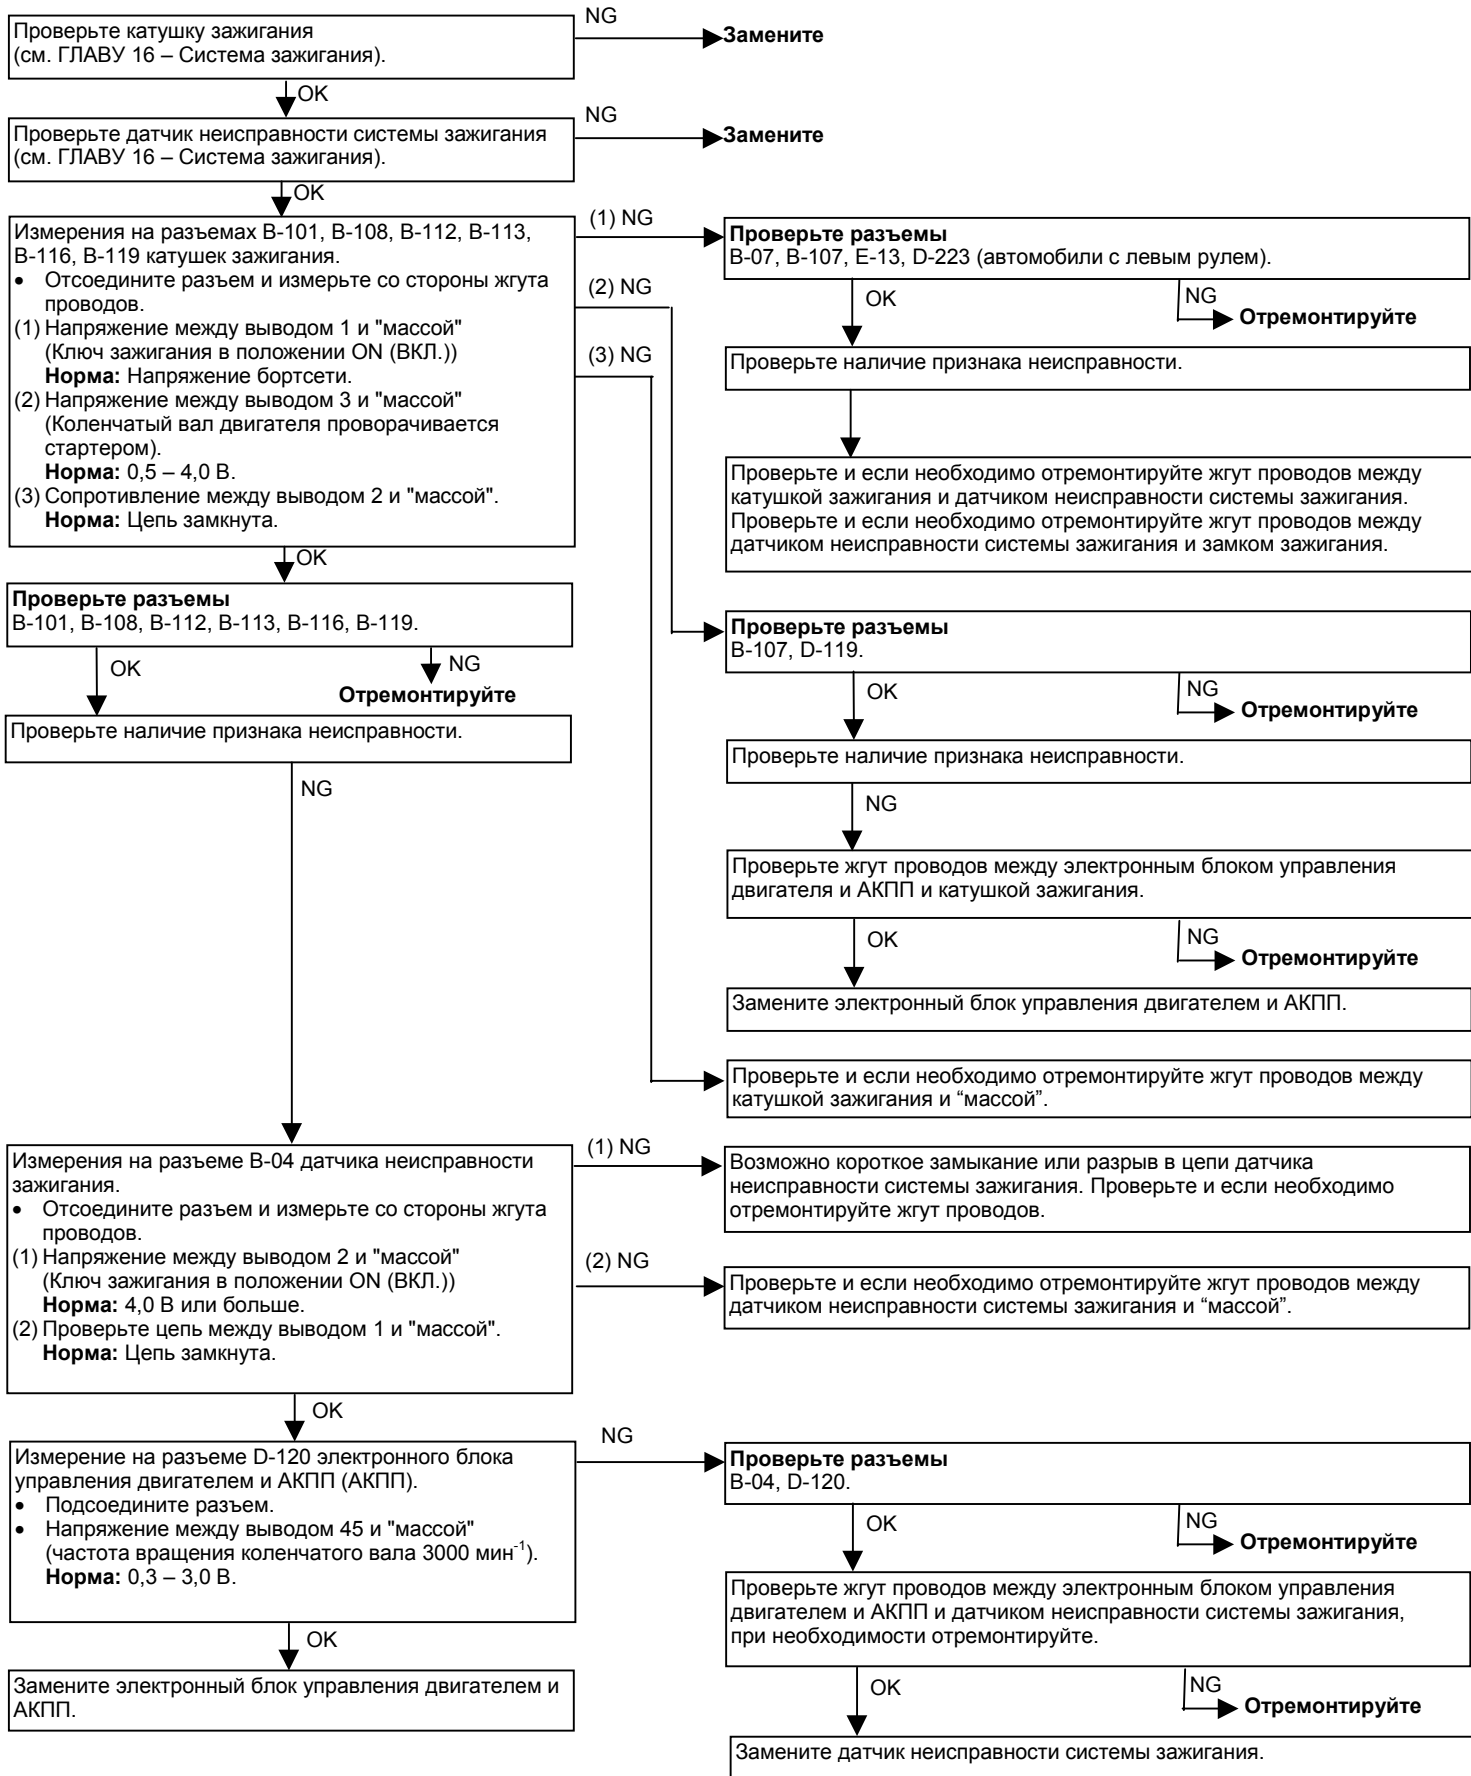 Проверьте катушку зажигания
(см. ГЛАВУ 16 – Система зажигания).
NG
Замените
OK
Проверьте датчик неисправности системы зажигания
(см. ГЛАВУ 16 – Система зажигания).
NG
Замените
OK
Измерения на разъемах B-101, B-108, B-112, B-113,
B-116, B-119 катушек зажигания.
• Отсоедините разъем и измерьте со стороны жгута
проводов.
(1) Напряжение между выводом 1 и "массой"
(Ключ зажигания в положении ON (ВКЛ.))
Норма: Напряжение бортсети.
(2) Напряжение между выводом 3 и "массой"
(Коленчатый вал двигателя проворачивается
стартером).
Норма: 0,5 – 4,0 В.
(3) Сопротивление между выводом 2 и "массой".
Норма: Цепь замкнута.
(1) NG
(2) NG
(3) NG
Проверьте разъемы
B-07, B-107, E-13, D-223 (автомобили с левым рулем).
OK
NG
Отремонтируйте
Проверьте наличие признака неисправности.
Проверьте и если необходимо отремонтируйте жгут проводов между
катушкой зажигания и датчиком неисправности системы зажигания.
Проверьте и если необходимо отремонтируйте жгут проводов между
датчиком неисправности системы зажигания и замком зажигания.
OK
Проверьте разъемы
B-101, B-108, B-112, B-113, B-116, B-119.
OK
NG
Отремонтируйте
Проверьте наличие признака неисправности.
NG
Проверьте разъемы
B-107, D-119.
OK
NG
Отремонтируйте
Проверьте наличие признака неисправности.
NG
Проверьте жгут проводов между электронным блоком управления
двигателя и АКПП и катушкой зажигания.
OK
NG
Отремонтируйте
Замените электронный блок управления двигателем и АКПП.
Проверьте и если необходимо отремонтируйте жгут проводов между
катушкой зажигания и “массой”.
Измерения на разъеме B-04 датчика неисправности
зажигания.
• Отсоедините разъем и измерьте со стороны жгута
проводов.
(1) Напряжение между выводом 2 и "массой"
(Ключ зажигания в положении ON (ВКЛ.))
Норма: 4,0 В или больше.
(2) Проверьте цепь между выводом 1 и "массой".
Норма: Цепь замкнута.
(1) NG
Возможно короткое замыкание или разрыв в цепи датчика
неисправности системы зажигания. Проверьте и если необходимо
отремонтируйте жгут проводов.
(2) NG
Проверьте и если необходимо отремонтируйте жгут проводов между
датчиком неисправности системы зажигания и “массой”.
OK
Измерение на разъеме D-120 электронного блока
управления двигателем и АКПП (АКПП).
• Подсоедините разъем.
• Напряжение между выводом 45 и "массой"
(частота вращения коленчатого вала 3000 мин⁻¹).
Норма: 0,3 – 3,0 В.
NG
Проверьте разъемы
B-04, D-120.
OK
NG
Отремонтируйте
Проверьте жгут проводов между электронным блоком управления
двигателем и АКПП и датчиком неисправности системы зажигания,
при необходимости отремонтируйте.
OK
NG
Отремонтируйте
Замените датчик неисправности системы зажигания.
OK
Замените электронный блок управления двигателем и
АКПП.